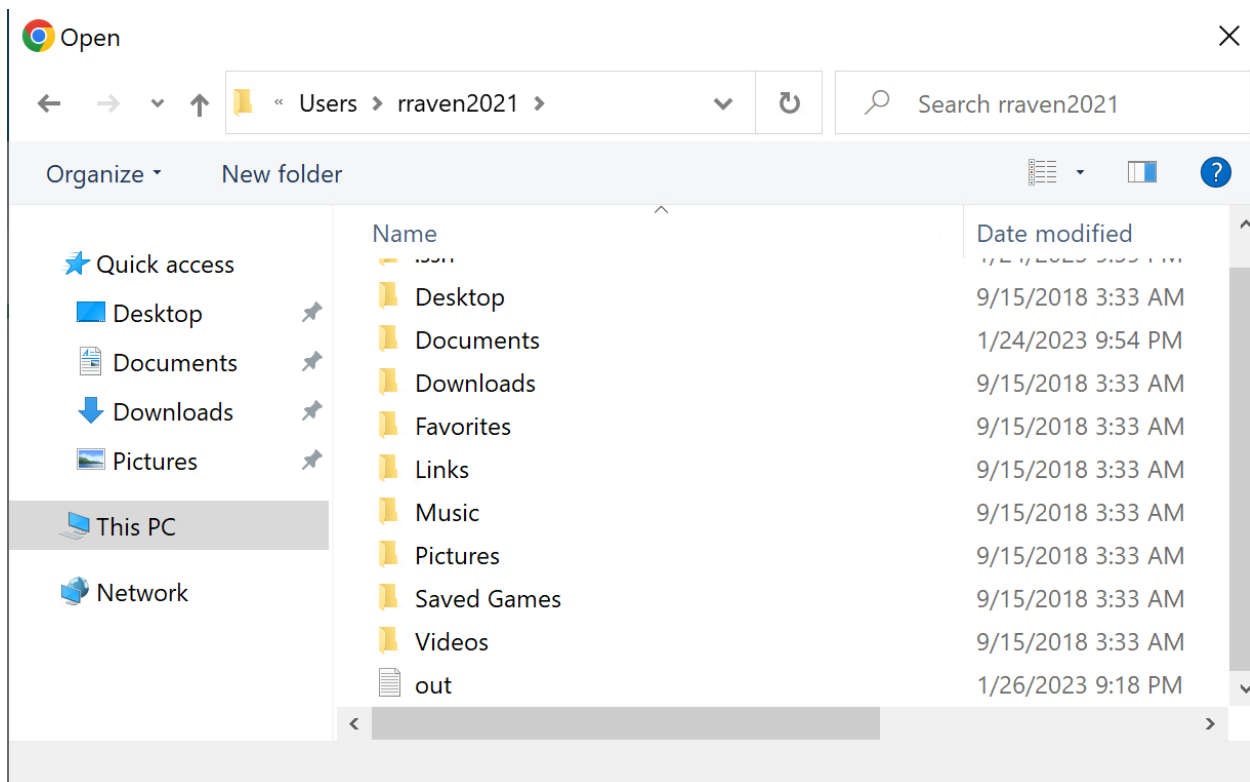 Open
« Users > rraven2021 >
Search rraven2021
Organize
New folder
?
Name Date modified
Quick access
Desktop
Documents
Downloads
Pictures
This PC
Network
Desktop 9/15/2018 3:33 AM
Documents 1/24/2023 9:54 PM
Downloads 9/15/2018 3:33 AM
Favorites 9/15/2018 3:33 AM
Links 9/15/2018 3:33 AM
Music 9/15/2018 3:33 AM
Pictures 9/15/2018 3:33 AM
Saved Games 9/15/2018 3:33 AM
Videos 9/15/2018 3:33 AM
out 1/26/2023 9:18 PM